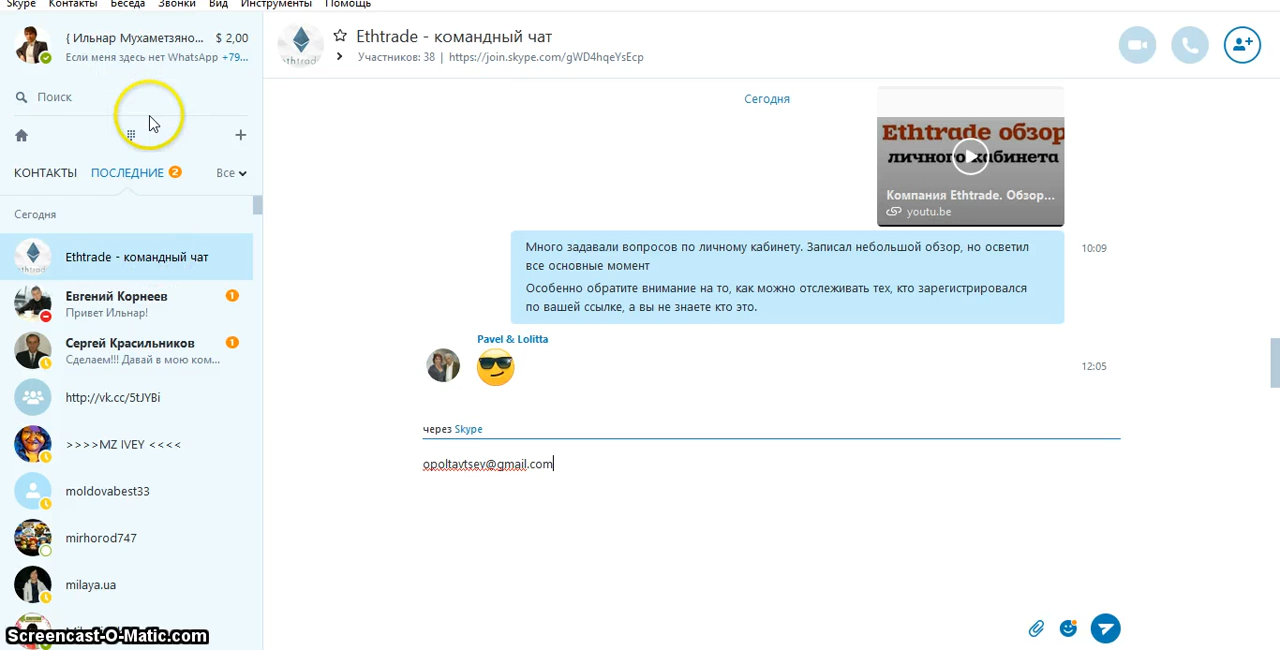 Skype Контакты Беседа Звонки Вид Инструменты Помощь
{ Ильнар Мухаметзяно... $ 2,00
Если меня здесь нет WhatsApp +79...
Поиск
КОНТАКТЫ ПОСЛЕДНИЕ 2 Все
Сегодня
Ethtrade - командный чат
Евгений Корнеев 1
Привет Ильнар!
Сергей Красильников 1
Сделаем!!! Давай в мою ком...
http://vk.cc/5tJYBi
>>>>MZ IVEY <<<<
moldovabest33
mirhorod747
milaya.ua
Screencast-O-Matic.com
ethtrade
Ethtrade - командный чат
Участников: 38 | https://join.skype.com/gWD4hqeYsEcp
Сегодня
Ethtrade обзор
личного кабинета
Компания Ethtrade. Обзор...
youtu.be
Много задавали вопросов по личному кабинету. Записал небольшой обзор, но осветил
все основные момент
10:09
Особенно обратите внимание на то, как можно отслеживать тех, кто зарегистрировался
по вашей ссылке, а вы не знаете кто это.
Pavel & Lolitta
12:05
через Skype
opoltavtsev@gmail.com